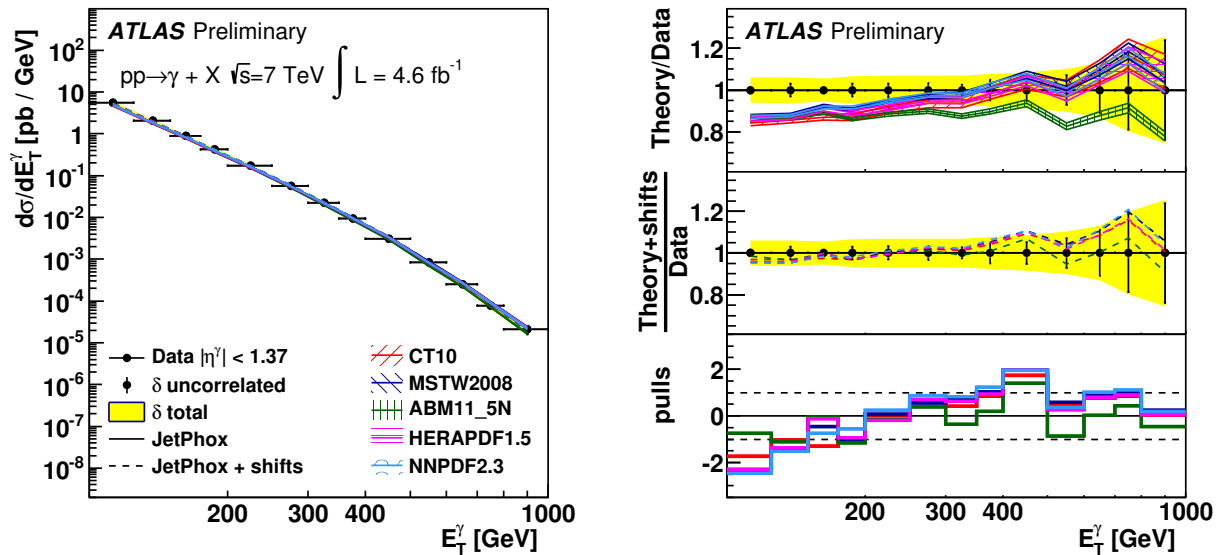 ATLAS Preliminary
pp→γ + X √s=7 TeV ∫ L = 4.6 fb⁻¹
dσ/dE_T^γ [pb / GeV]
10²
10
1
10⁻¹
10⁻²
10⁻³
10⁻⁴
10⁻⁵
10⁻⁶
10⁻⁷
10⁻⁸
Data |η^γ| < 1.37
δ uncorrelated
δ total
JetPhox
JetPhox + shifts
CT10
MSTW2008
ABM11_5N
HERAPDF1.5
NNPDF2.3
200 300 400 1000
E_T^γ [GeV]
ATLAS Preliminary
Theory/Data
1.2
1
0.8
Theory+shifts
Data
1.2
1
0.8
pulls
2
0
-2
200 300 400 1000
E_T^γ [GeV]